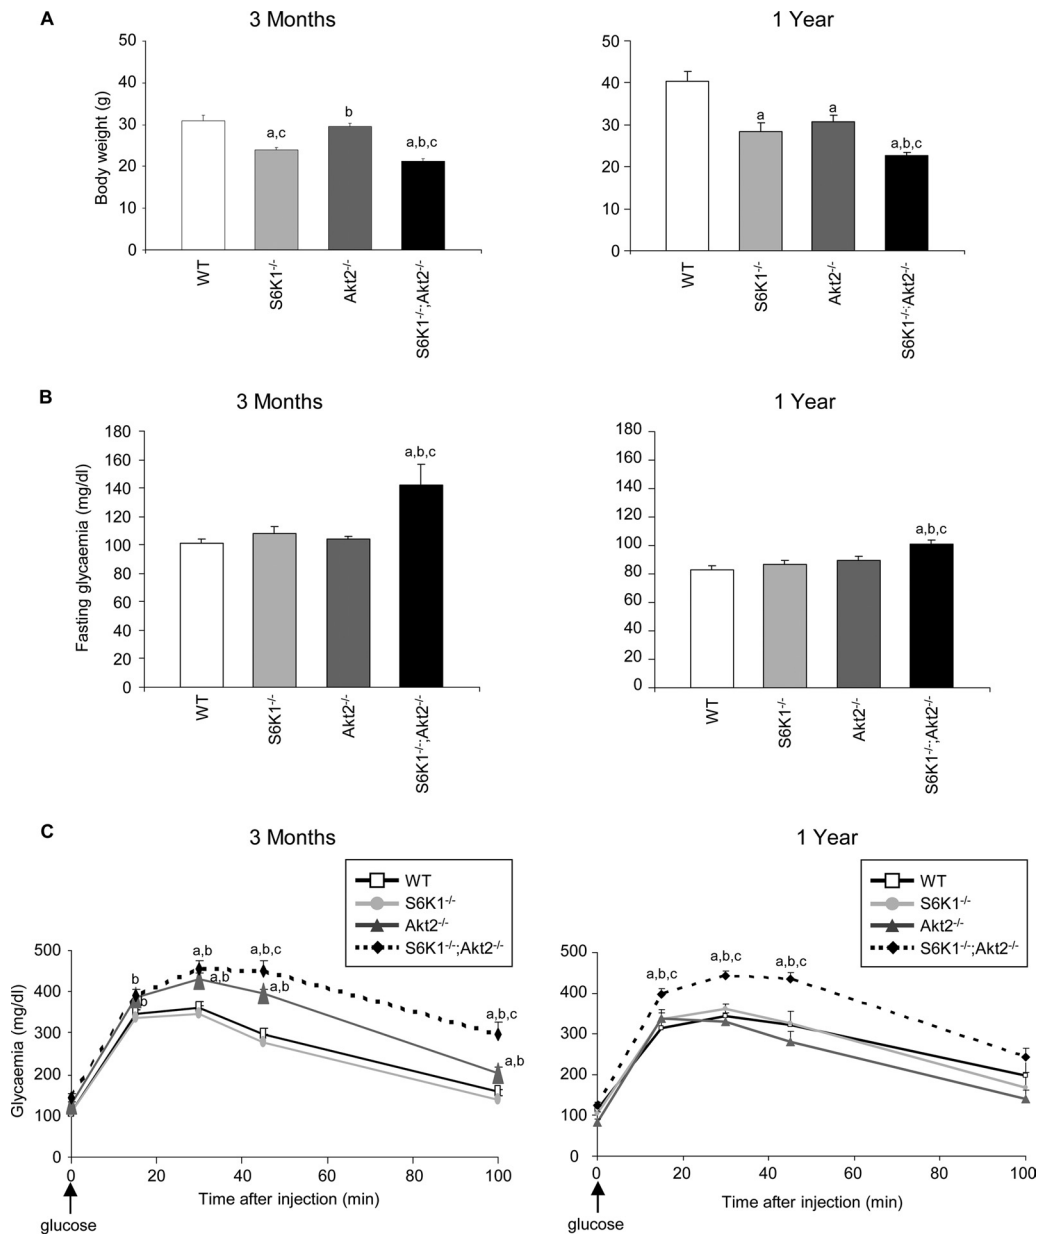 A
3 Months
1 Year
Body weight (g)
50
40
30
20
10
0
a,c
b
a,b,c
WT
S6K1-/-
Akt2-/-
S6K1-/-;Akt2-/-
50
40
30
20
10
0
a
a
a,b,c
WT
S6K1-/-
Akt2-/-
S6K1-/-;Akt2-/-
B
3 Months
1 Year
Fasting glycaemia (mg/dl)
180
160
140
120
100
80
60
40
20
0
a,b,c
WT
S6K1-/-
Akt2-/-
S6K1-/-;Akt2-/-
180
160
140
120
100
80
60
40
20
0
a,b,c
WT
S6K1-/-
Akt2-/-
S6K1-/-;Akt2-/-
C
3 Months
1 Year
WT
S6K1-/-
Akt2-/-
S6K1-/-;Akt2-/-
Glycaemia (mg/dl)
500
400
300
200
100
0
b
b
a,b
a,b
a,b,c
a,b
a,b,c
a,b
0 20 40 60 80 100
Time after injection (min)
glucose
WT
S6K1-/-
Akt2-/-
S6K1-/-;Akt2-/-
500
400
300
200
100
0
a,b,c
a,b,c
a,b,c
0 20 40 60 80 100
Time after injection (min)
glucose